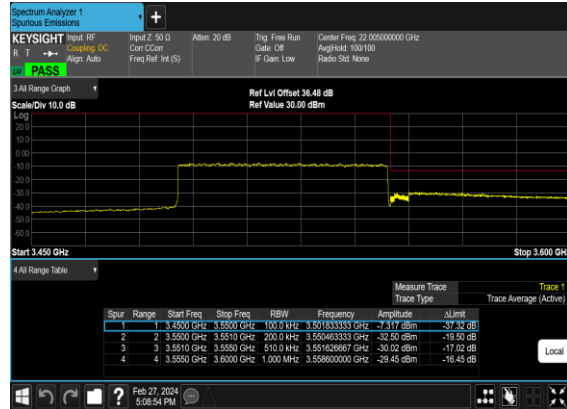 Spectrum Analyzer 1
Spurious Emissions
+
KEYSIGHT Input: RF Input Z: 50 Ω Atten: 20 dB Trig: Free Run Center Freq: 22.005000000 GHz
R T Coupling: DC Corr CCorr Gate: Off Avg|Hold: 100/100
Align: Auto Freq Ref: Int (S) IF Gain: Low Radio Std: None
PASS
3 All Range Graph
Ref Lvl Offset 36.48 dB
Scale/Div 10.0 dB Ref Value 30.00 dBm
Log
20.0
10.0
0.00
-10.0
-20.0
-30.0
-40.0
-50.0
-60.0
Start 3.450 GHz Stop 3.600 GH
4 All Range Table
Measure Trace Trace 1
Trace Type Trace Average (Active)
Spur Range Start Freq Stop Freq RBW Frequency Amplitude ΔLimit
1 1 3.4500 GHz 3.5500 GHz 100.0 kHz 3.501833333 GHz -7.317 dBm -37.32 dB
2 2 3.5500 GHz 3.5510 GHz 200.0 kHz 3.550463333 GHz -32.50 dBm -19.50 dB
3 3 3.5510 GHz 3.5550 GHz 510.0 kHz 3.551626667 GHz -30.02 dBm -17.02 dB
4 4 3.5550 GHz 3.6000 GHz 1.000 MHz 3.558600000 GHz -29.45 dBm -16.45 dB
Local
?
Feb 27, 2024
5:08:54 PM